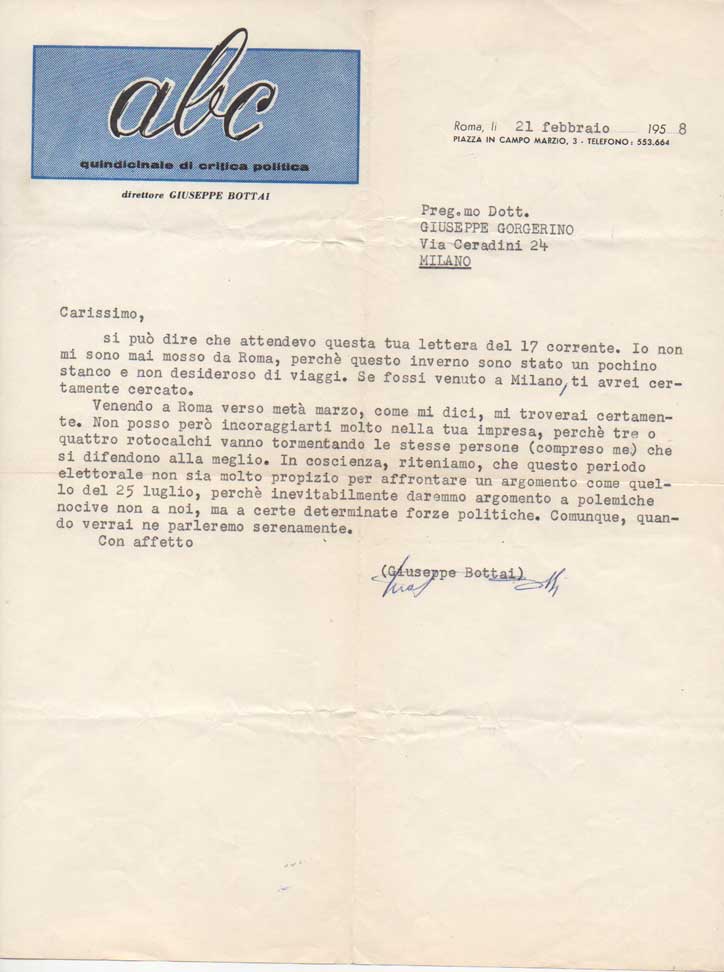 abc
quindicinale di critica politica
direttore GIUSEPPE BOTTAI
Roma, li 21 febbraio 1958
PIAZZA IN CAMPO MARZIO, 3 - TELEFONO: 553.664
Preg.mo Dott.
GIUSEPPE GORGERINO
Via Ceradini 24
MILANO
Carissimo,
si può dire che attendevo questa tua lettera del 17 corrente. Io non
mi sono mai mosso da Roma, perchè questo inverno sono stato un pochino
stanco e non desideroso di viaggi. Se fossi venuto a Milano, ti avrei cer-
tamente cercato.
Venendo a Roma verso metà marzo, come mi dici, mi troverai certamen-
te. Non posso però incoraggiarti molto nella tua impresa, perchè tre o
quattro rotocalchi vanno tormentando le stesse persone (compreso me) che
si difendono alla meglio. In coscienza, riteniamo, che questo periodo
elettorale non sia molto propizio per affrontare un argomento come quel-
lo del 25 luglio, perchè inevitabilmente daremmo argomento a polemiche
nocive non a noi, ma a certe determinate forze politiche. Comunque, quan-
do verrai ne parleremo serenamente.
Con affetto
(Giuseppe Bottai)